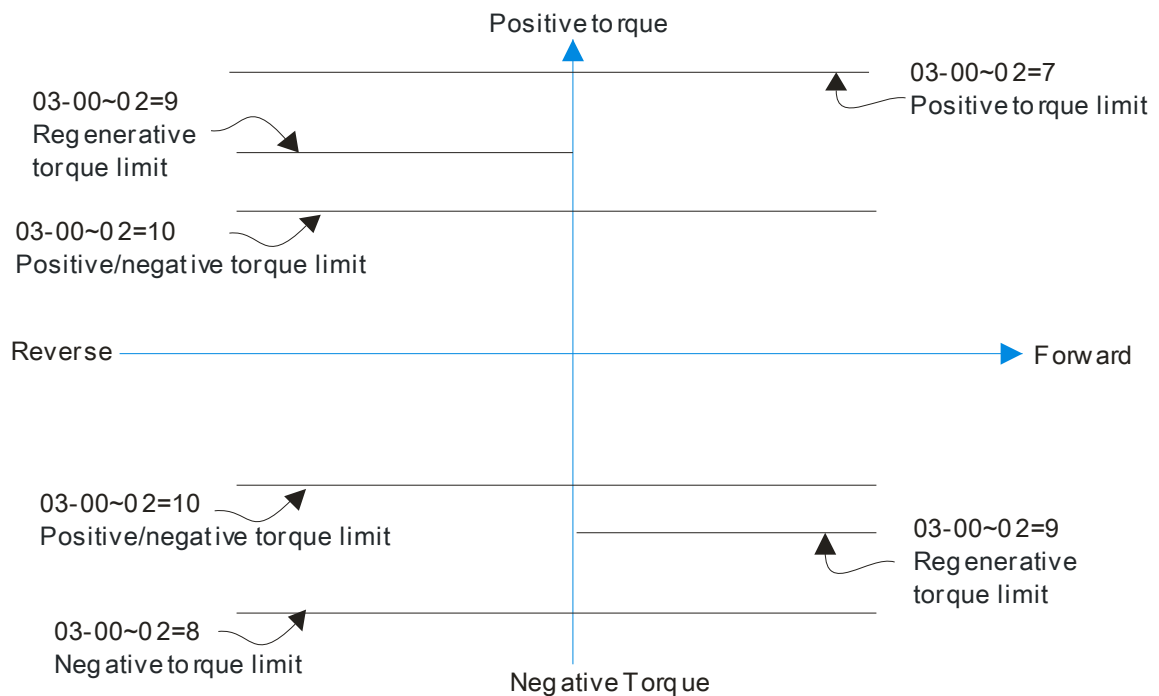 Positive torque
03-00~02=7
Positive torque limit
03-00~02=9
Regenerative
torque limit
03-00~02=10
Positive/negative torque limit
Reverse
Forward
03-00~02=10
Positive/negative torque limit
03-00~02=9
Regenerative
torque limit
03-00~02=8
Negative torque limit
Negative Torque